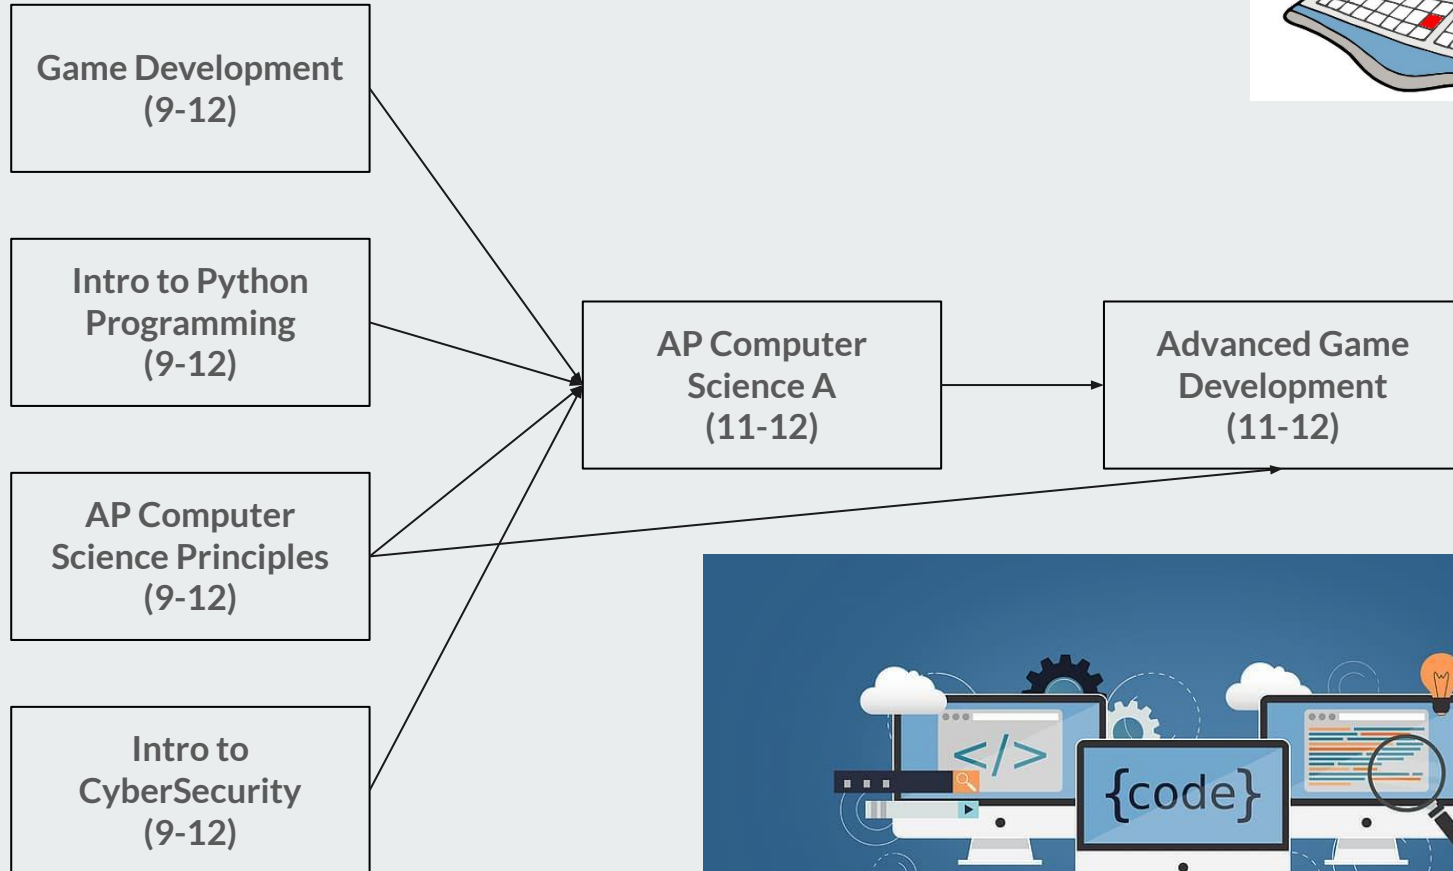 Game Development
(9-12)
Intro to Python
Programming
(9-12)
AP Computer
Science Principles
(9-12)
Intro to
CyberSecurity
(9-12)
AP Computer
Science A
(11-12)
Advanced Game
Development
(11-12)
</>
{code}